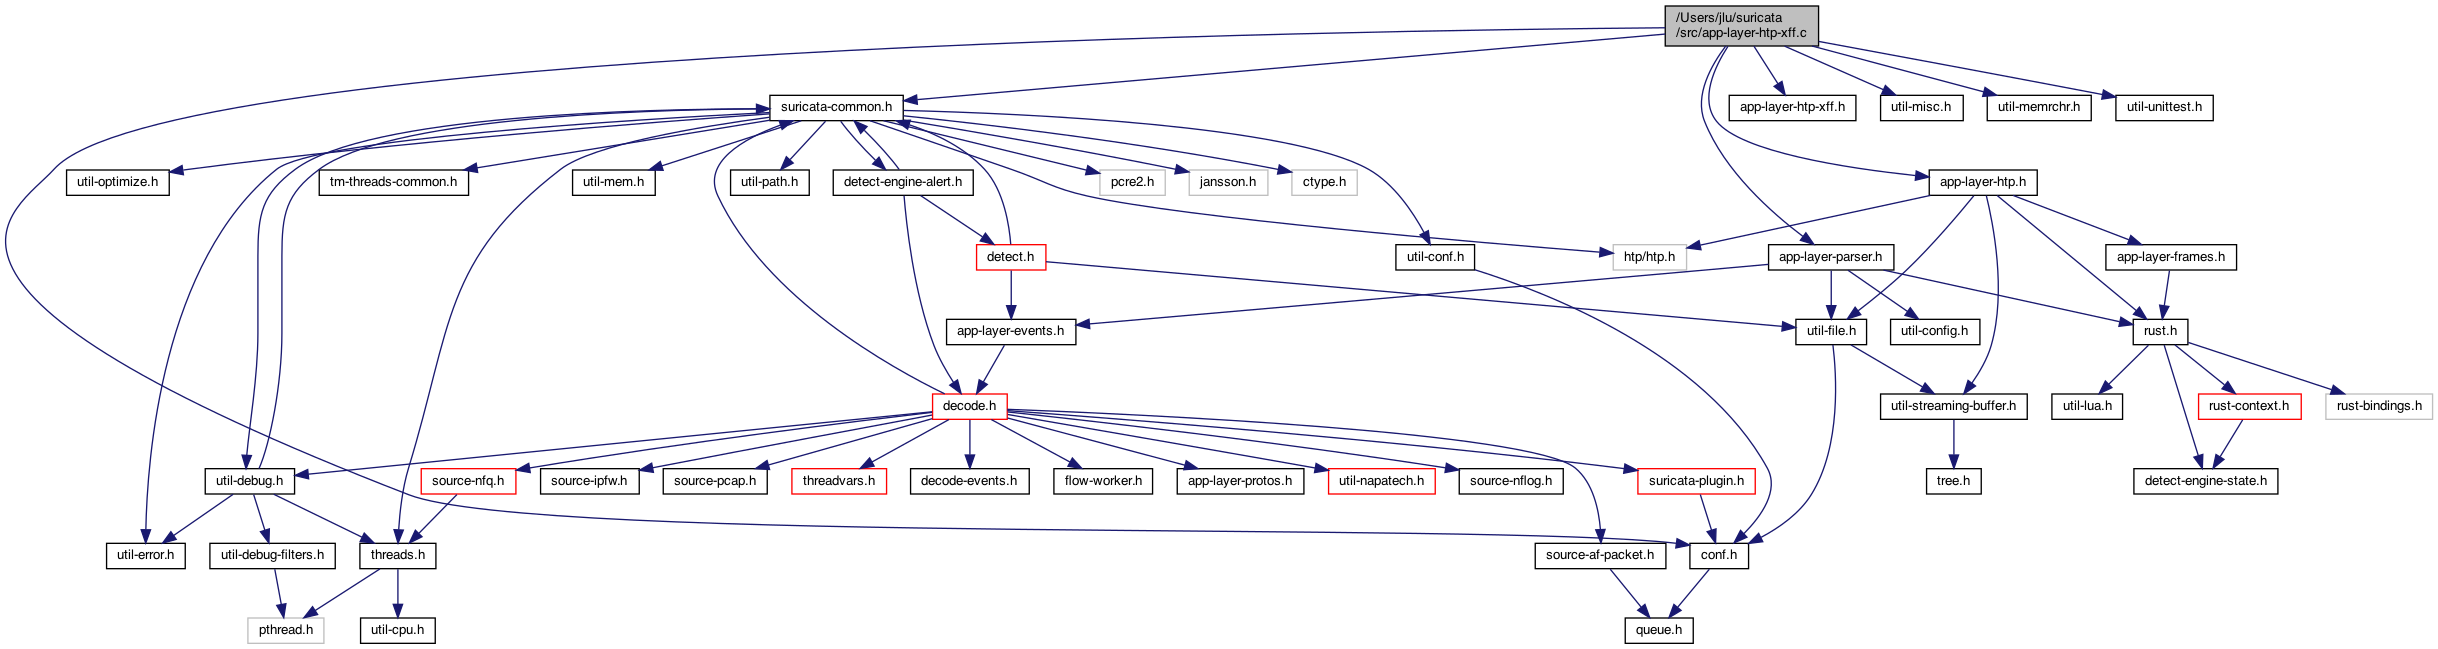 /Users/jlu/suricata
/src/app-layer-htp-xff.c
suricata-common.h
app-layer-htp-xff.h
util-misc.h
util-memrchr.h
util-unittest.h
util-optimize.h
tm-threads-common.h
util-mem.h
util-path.h
detect-engine-alert.h
pcre2.h
jansson.h
ctype.h
app-layer-htp.h
detect.h
util-conf.h
htp/htp.h
app-layer-parser.h
app-layer-frames.h
app-layer-events.h
util-file.h
util-config.h
rust.h
decode.h
util-streaming-buffer.h
util-lua.h
rust-context.h
rust-bindings.h
util-debug.h
source-nfq.h
source-ipfw.h
source-pcap.h
threadvars.h
decode-events.h
flow-worker.h
app-layer-protos.h
util-napatech.h
source-nflog.h
suricata-plugin.h
tree.h
detect-engine-state.h
util-error.h
util-debug-filters.h
threads.h
source-af-packet.h
conf.h
pthread.h
util-cpu.h
queue.h